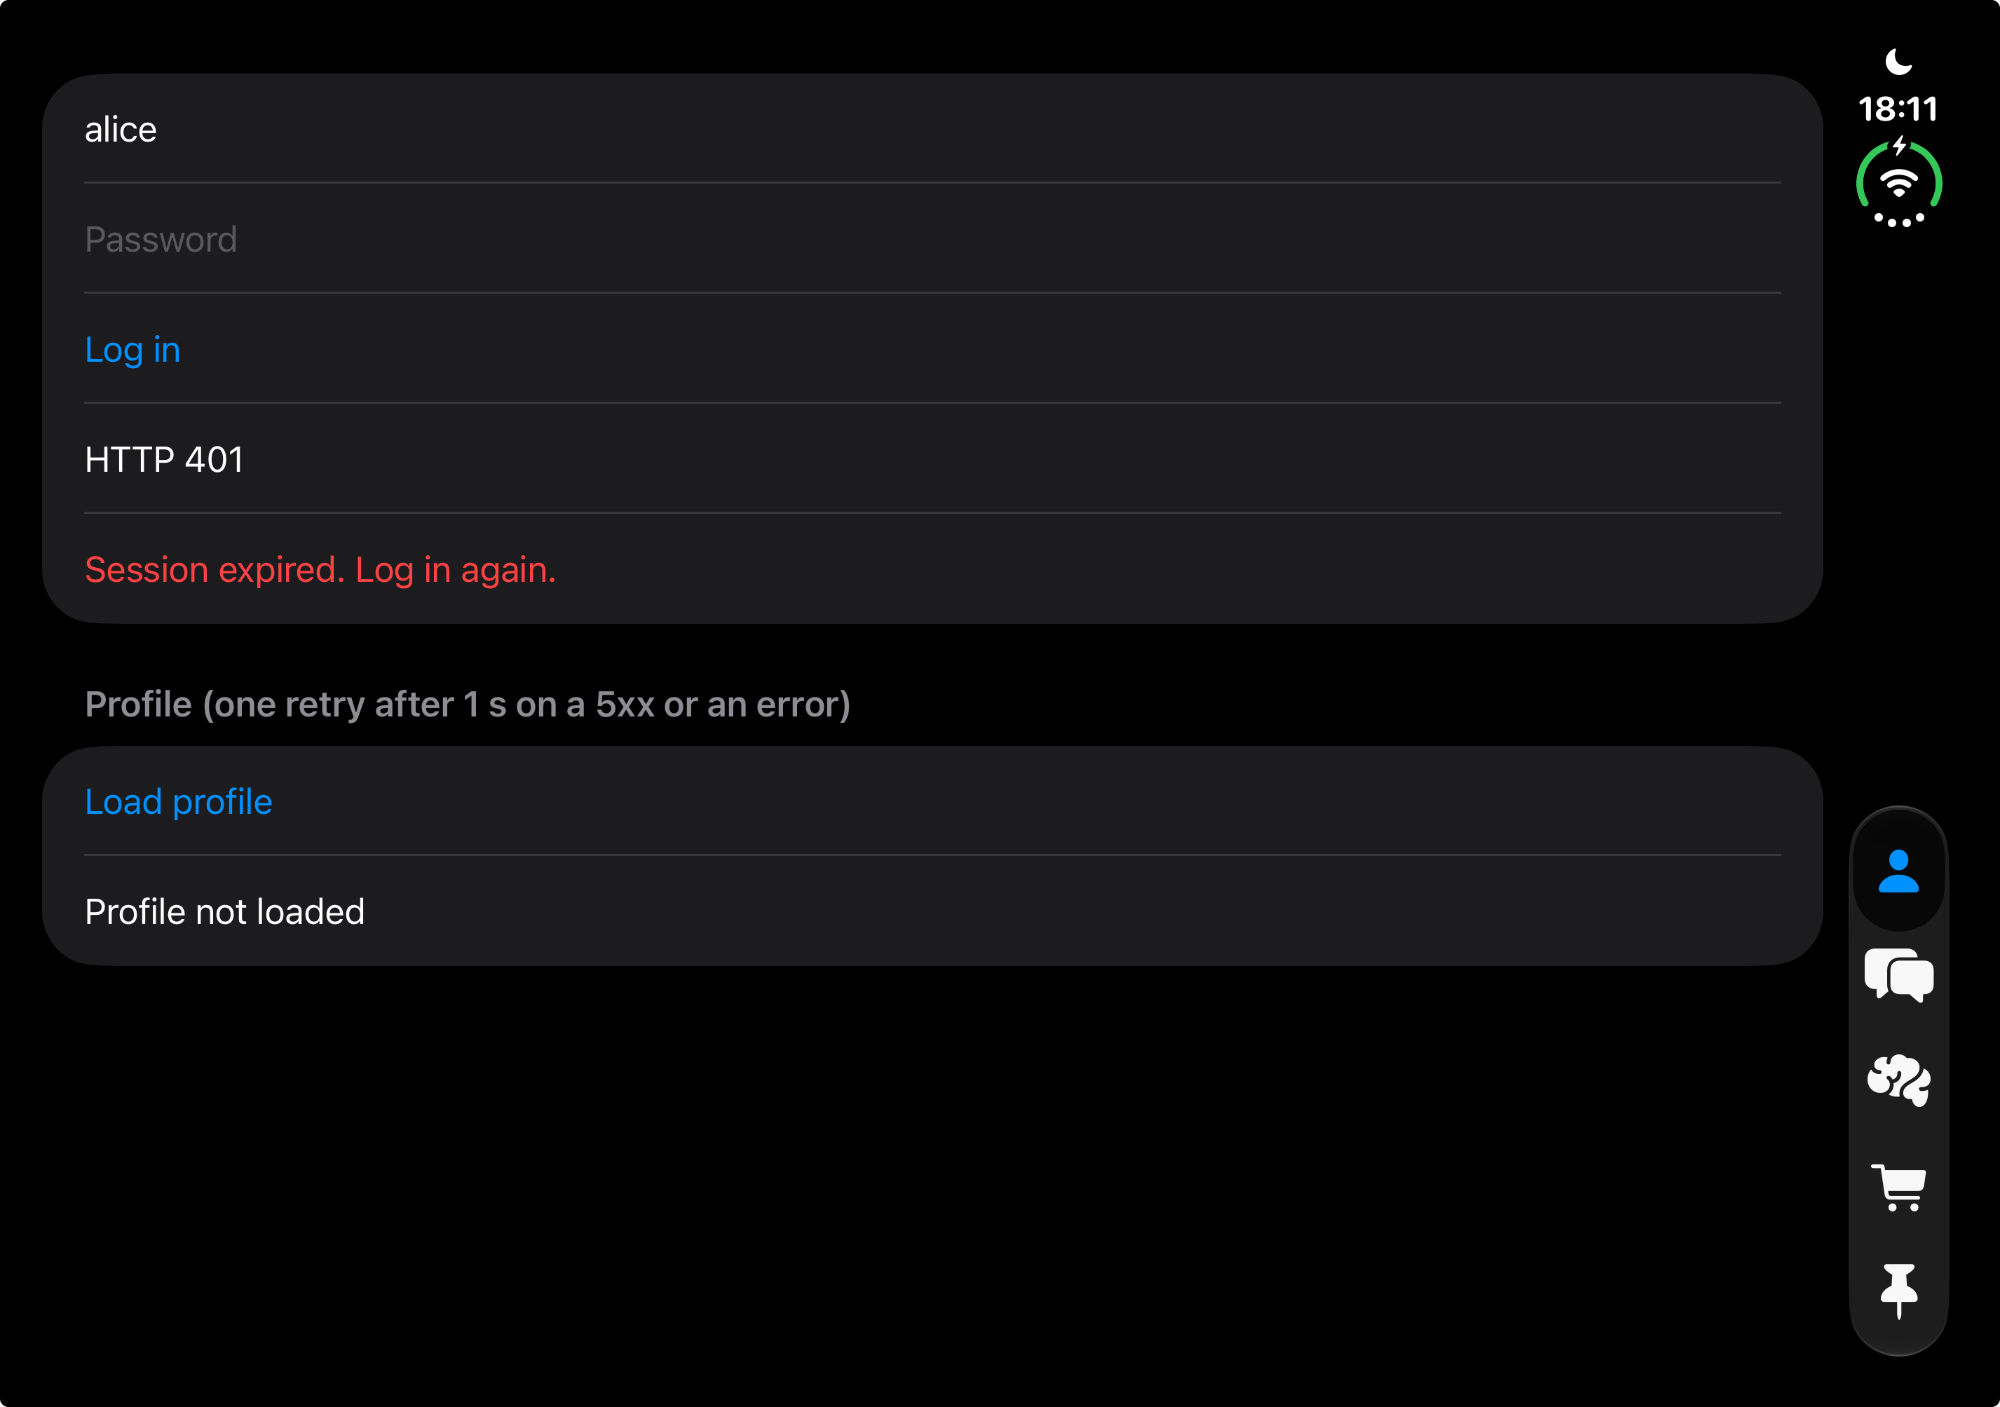 alice
Password
Log in
HTTP 401
Session expired. Log in again.
Profile (one retry after 1 s on a 5xx or an error)
Load profile
Profile not loaded
18:11